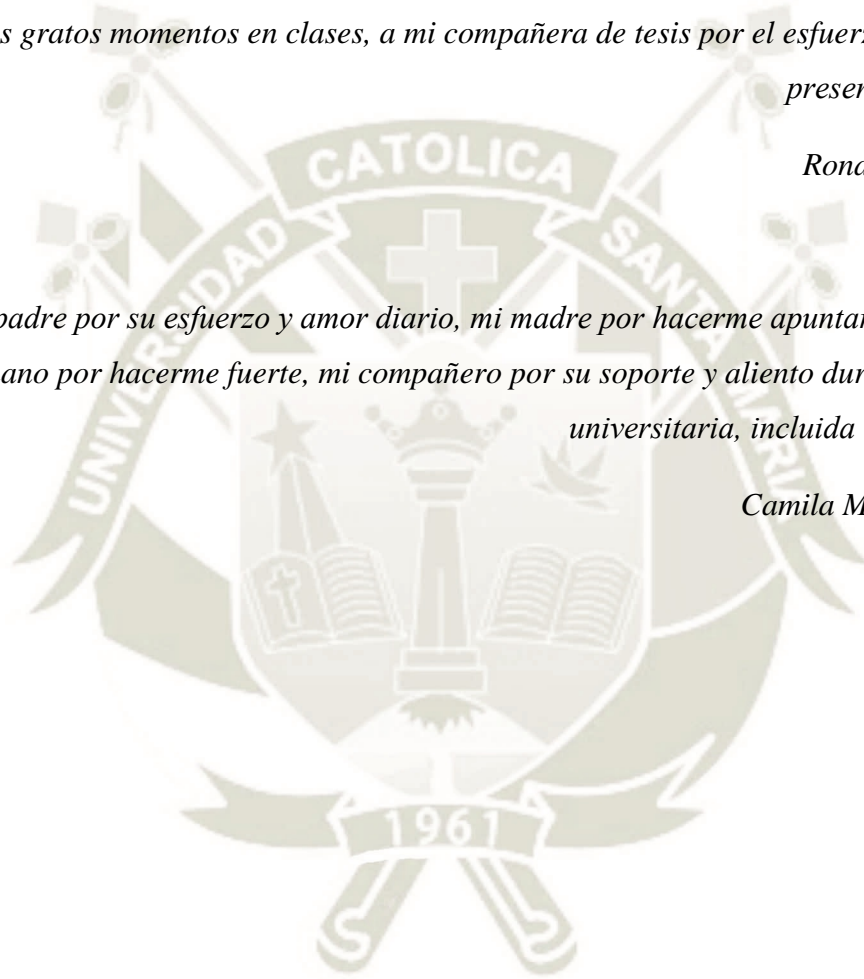 s gratos momentos en clases, a mi compañera de tesis por el esfuerz
presen
Rona
CATOLICA
UNIVERSIDAD
SANTA MARIA
padre por su esfuerzo y amor diario, mi madre por hacerme apuntar
ano por hacerme fuerte, mi compañero por su soporte y aliento dur
universitaria, incluida
Camila M
1961